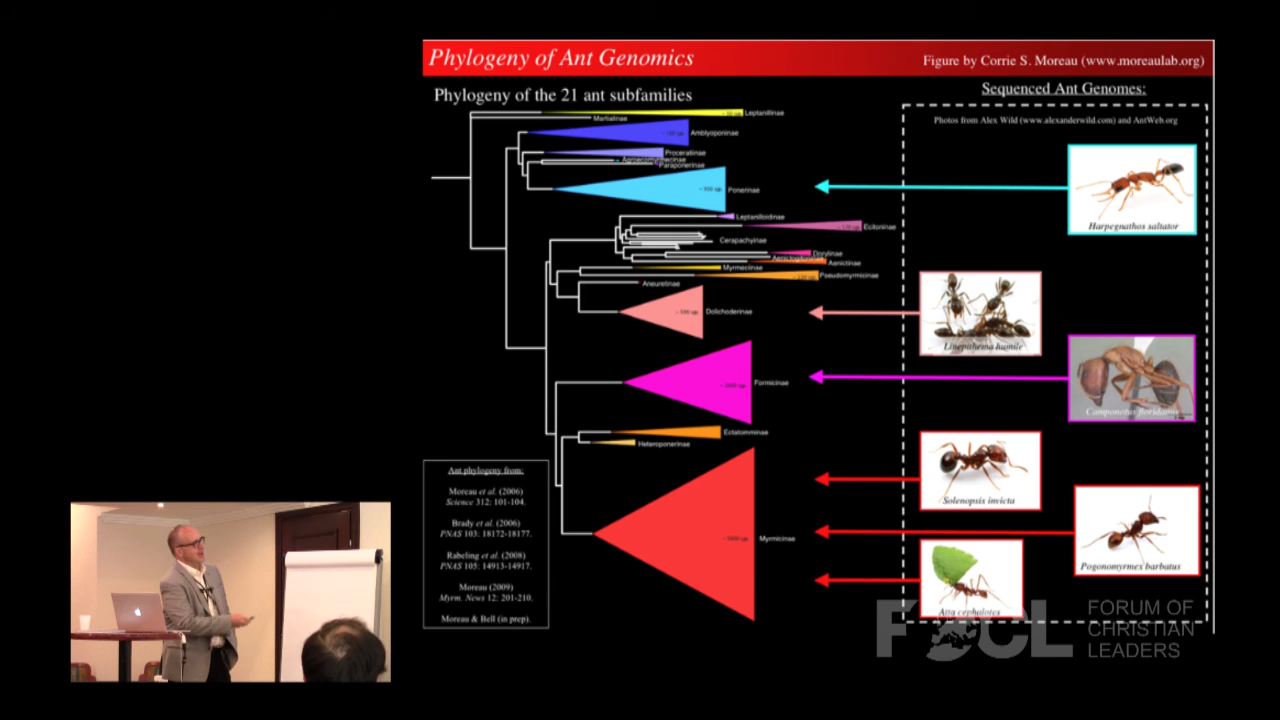 Phylogeny of Ant Genomics
Figure by Corrie S. Moreau (www.moreaulab.org)
Phylogeny of the 21 ant subfamilies
Sequenced Ant Genomes:
Photos from Alex Wild (www.alexanderwild.com) and AntWeb.org
Leptanillinae
Martialinae
Amblyoponinae
Proceratiinae
Agroecomyrmecinae
Paraponerinae
Ponerinae
Leptanilloidinae
Ecitoninae
Cerapachyinae
Dorylinae
Aenictinae
Myrmeciinae
Pseudomyrmicinae
Aneuretinae
Dolichoderinae
Formicinae
Ectatomminae
Heteroponerinae
Myrmicinae
Harpegnathos saltator
Linepithema humile
Camponotus floridanus
Solenopsis invicta
Pogonomyrmex barbatus
Atta cephalotes
Ant phylogeny from:
Moreau et al. (2006)
Science 312: 101-104.
Brady et al. (2006)
PNAS 103: 18172-18177.
Rabeling et al. (2008)
PNAS 105: 14913-14917.
Moreau (2009)
Myrm. News 12: 201-210.
Moreau & Bell (in prep).
FOCL
FORUM OF
CHRISTIAN
LEADERS